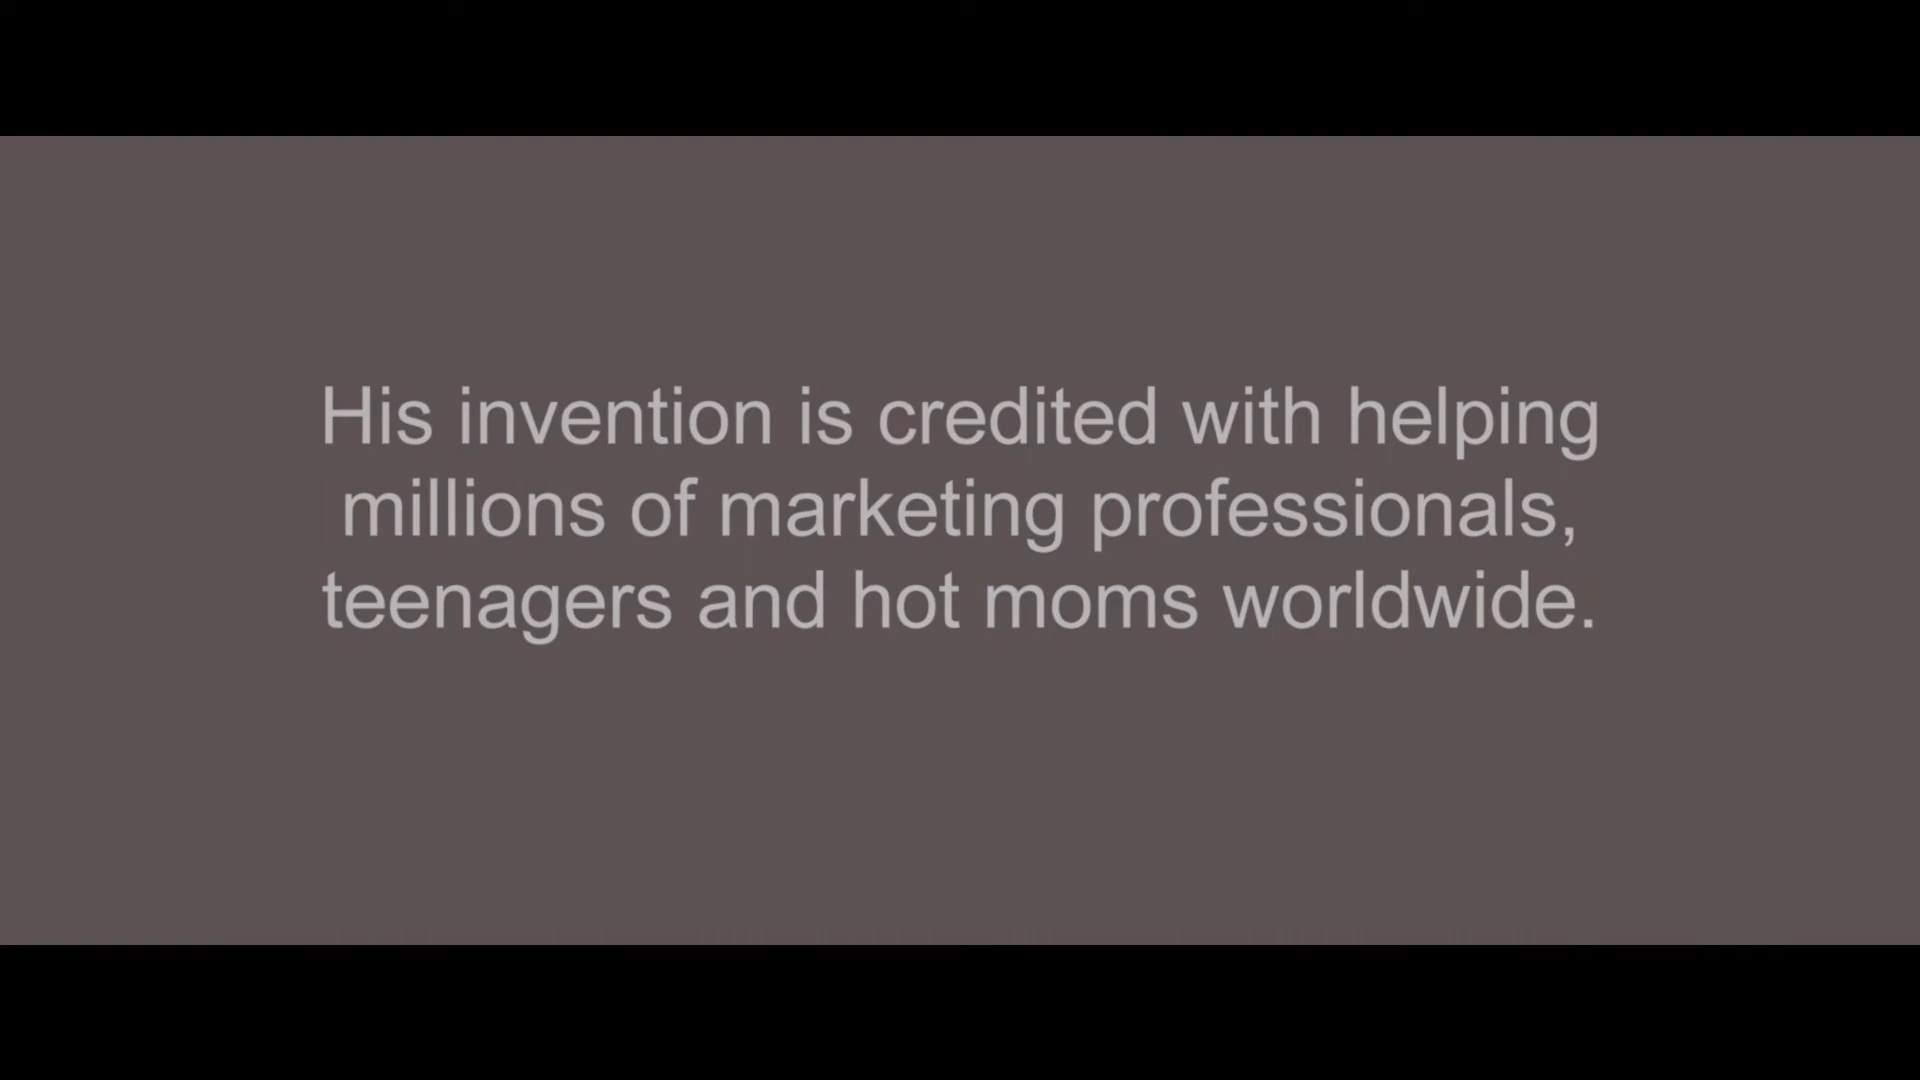 His invention is credited with helping
millions of marketing professionals,
teenagers and hot moms worldwide.